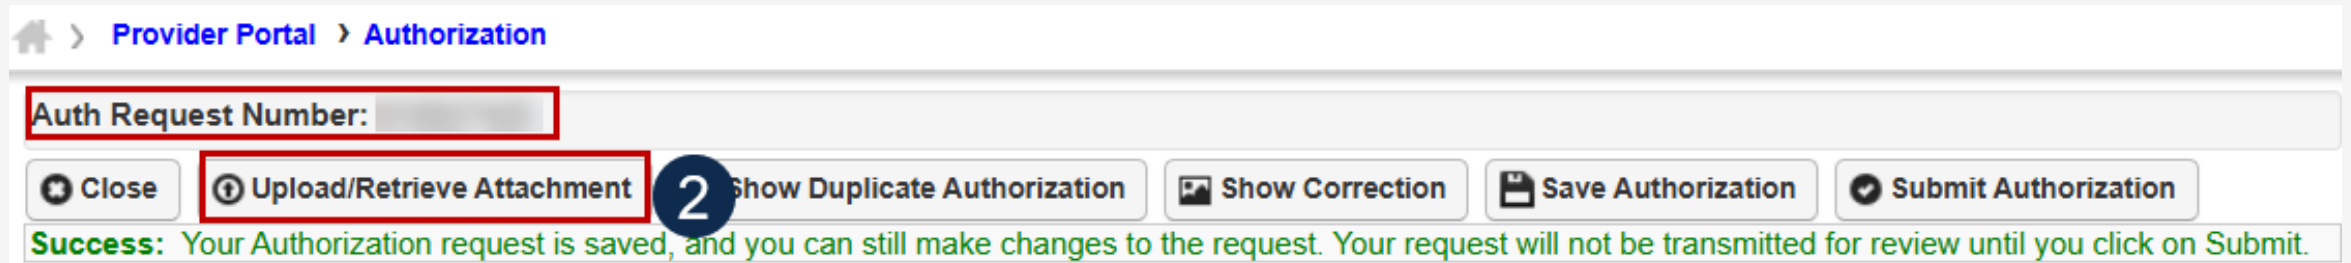 Provider Portal > Authorization
Auth Request Number:
Close Upload/Retrieve Attachment 2 Show Duplicate Authorization Show Correction Save Authorization Submit Authorization
Success: Your Authorization request is saved, and you can still make changes to the request. Your request will not be transmitted for review until you click on Submit.